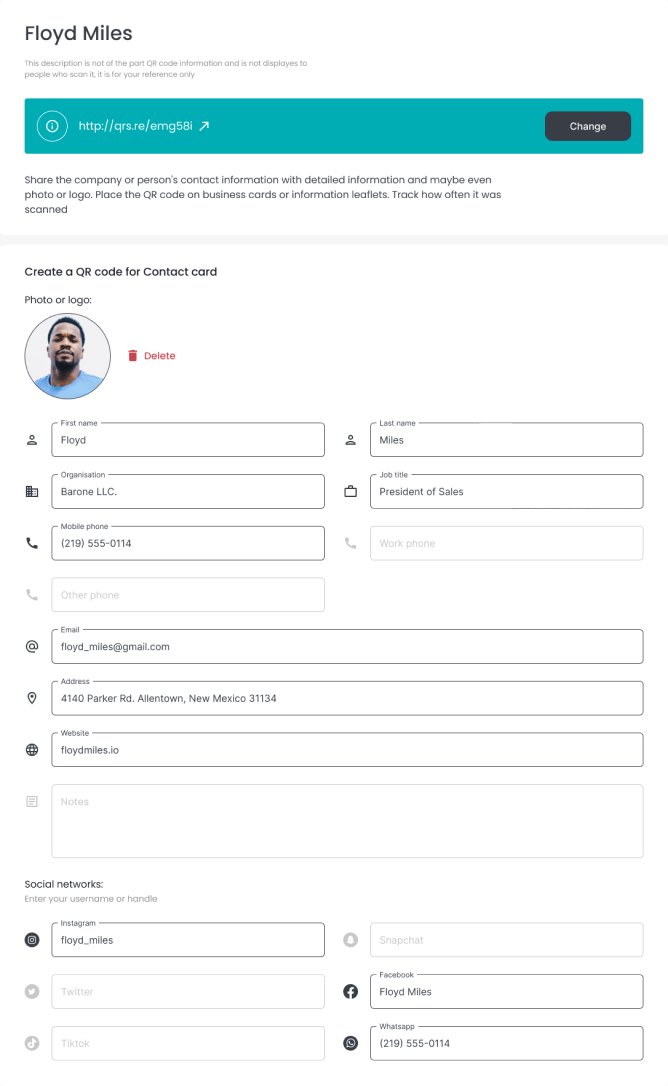 Floyd Miles
This description is not of the part QR code information and is not displayes to
people who scan it, it is for your reference only
http://qrs.re/emg58i
Change
Share the company or person's contact information with detailed information and maybe even
photo or logo. Place the QR code on business cards or information leaflets. Track how often it was
scanned
Create a QR code for Contact card
Photo or logo:
Delete
First name
Floyd
Last name
Miles
Organisation
Barone LLC.
Job title
President of Sales
Mobile phone
(219) 555-0114
Work phone
Other phone
Email
floyd_miles@gmail.com
Address
4140 Parker Rd. Allentown, New Mexico 31134
Website
floydmiles.io
Notes
Social networks:
Enter your username or handle
Instagram
floyd_miles
Snapchat
Twitter
Facebook
Floyd Miles
Tiktok
Whatsapp
(219) 555-0114